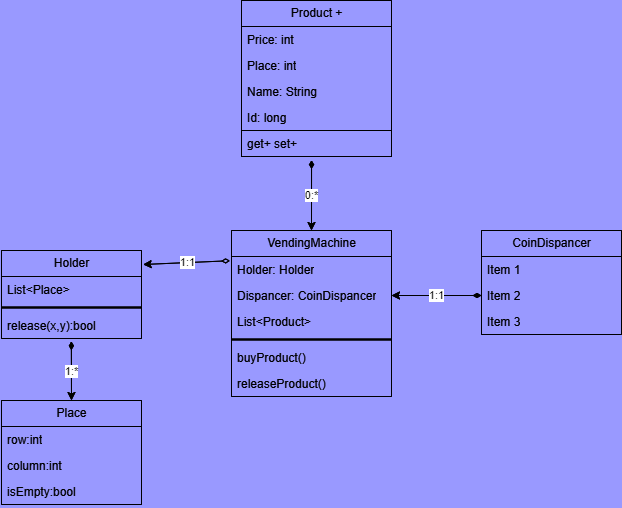 Product +
Price: int
Place: int
Name: String
Id: long
get+ set+
0:*
VendingMachine
Holder: Holder
Dispancer: CoinDispancer
List<Product>
buyProduct()
releaseProduct()
1:1
CoinDispancer
Item 1
Item 2
Item 3
1:1
Holder
List<Place>
release(x,y):bool
1:*
Place
row:int
column:int
isEmpty:bool